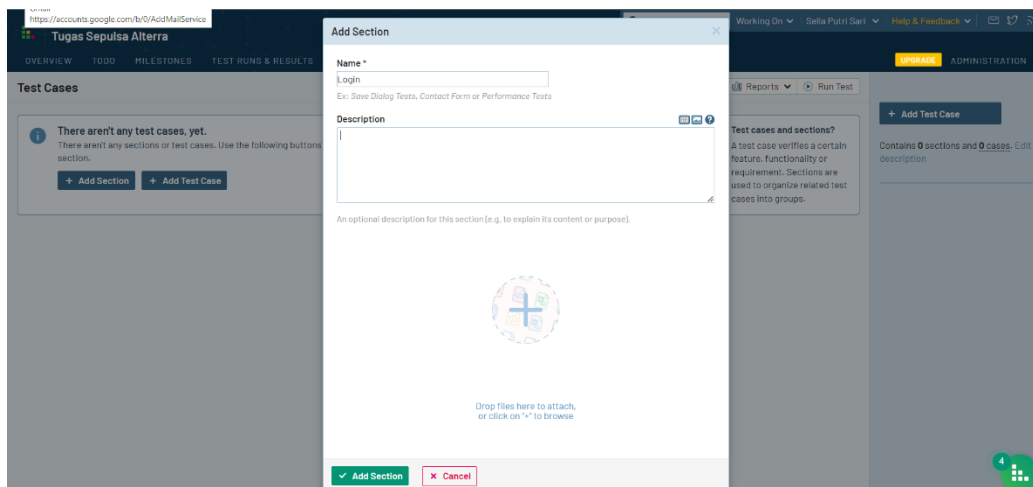 https://accounts.google.com/b/0/AddMailService
Tugas Sepulsa Alterra
Working On
Sella Putri Sari
Help & Feedback
OVERVIEW
TODO
MILESTONES
TEST RUNS & RESULTS
UPGRADE
ADMINISTRATION
Test Cases
Reports
Run Test
There aren't any test cases, yet.
There aren't any sections or test cases. Use the following buttons
section.
+ Add Section
+ Add Test Case
Add Section
Name *
Login
Ex: Save Dialog Tests, Contact Form or Performance Tests
Description
An optional description for this section (e.g. to explain its content or purpose).
Drop files here to attach,
or click on "+" to browse
Add Section
Cancel
Test cases and sections?
A test case verifies a certain
feature, functionality or
requirement. Sections are
used to organize related test
cases into groups.
+ Add Test Case
Contains 0 sections and 0 cases. Edit
description
4